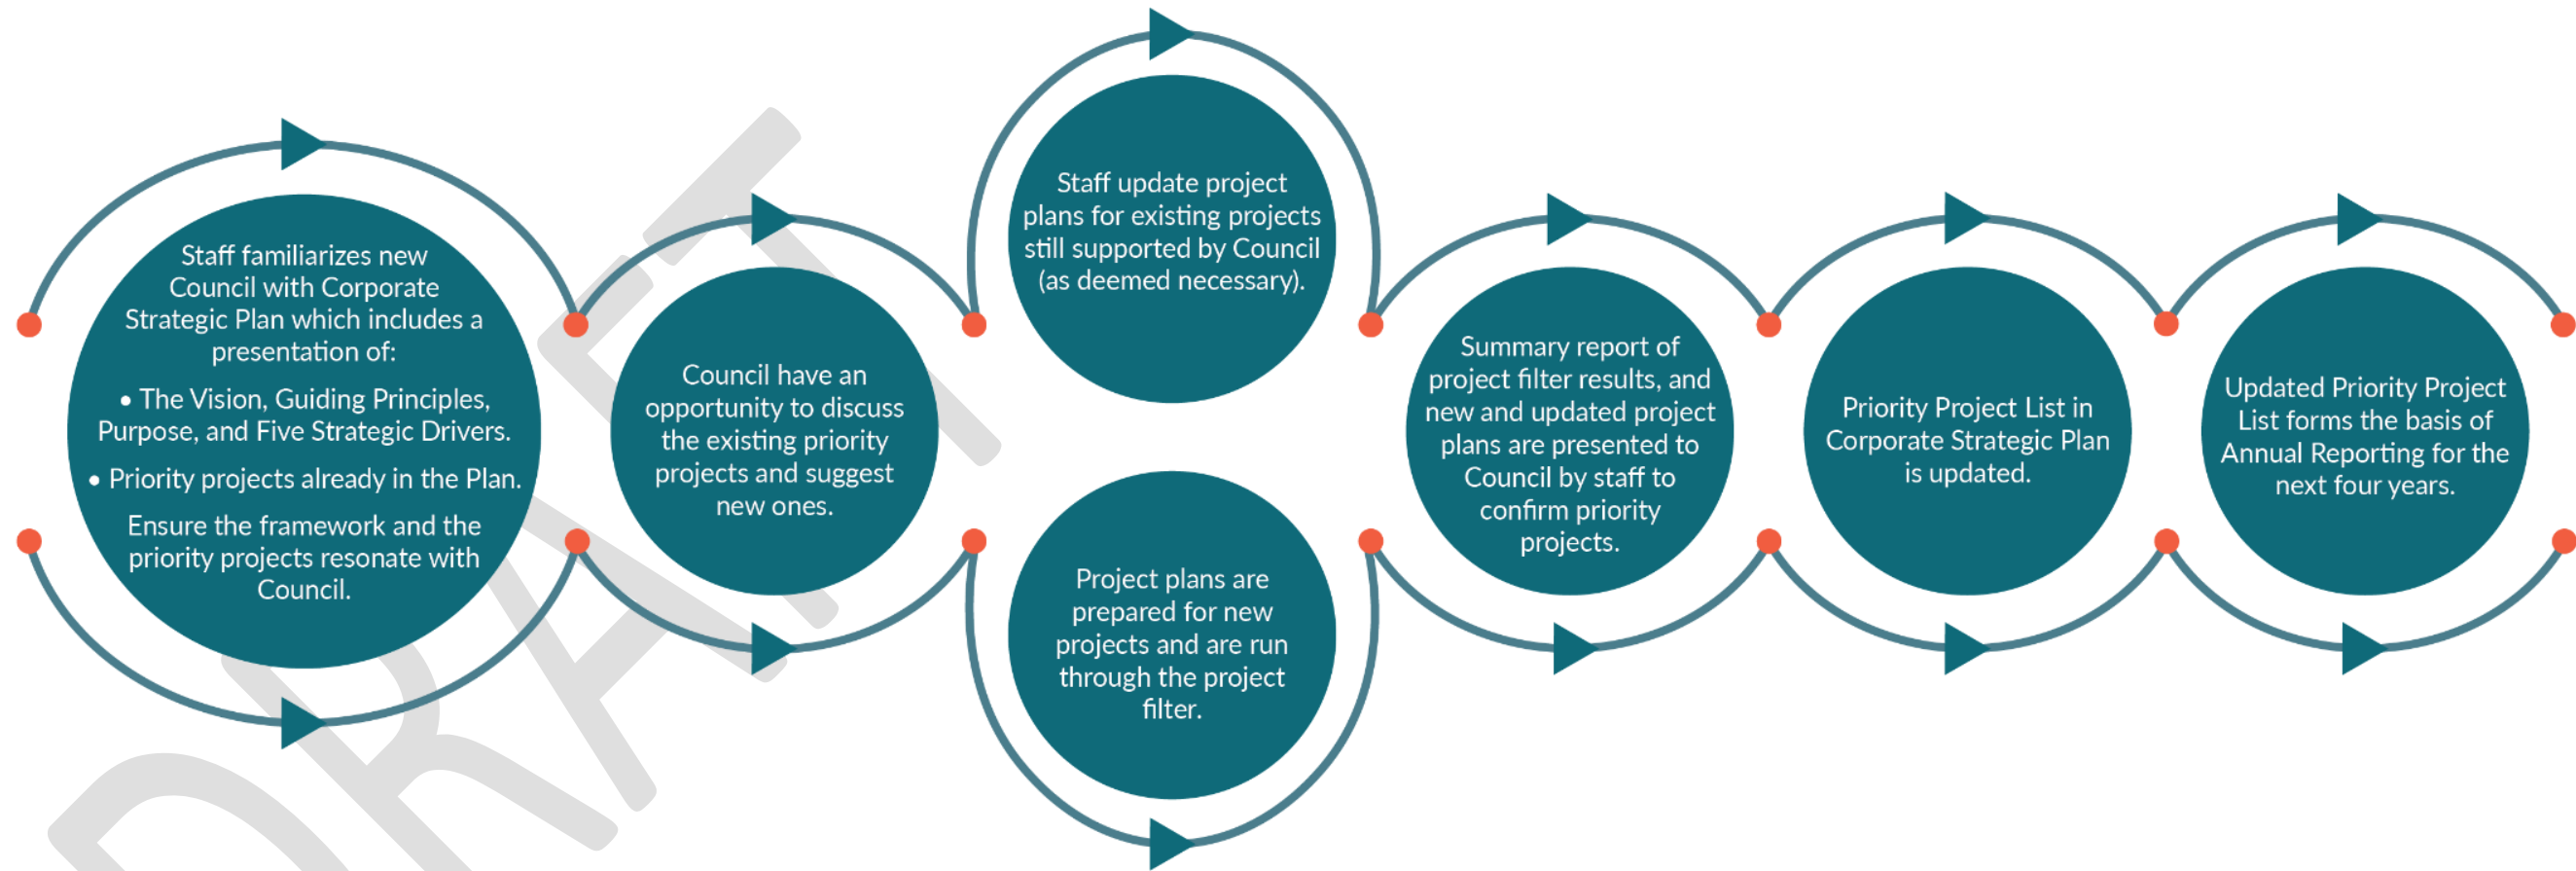 Staff familiarizes new
Council with Corporate
Strategic Plan which includes a
presentation of:
• The Vision, Guiding Principles,
Purpose, and Five Strategic Drivers.
• Priority projects already in the Plan.
Ensure the framework and the
priority projects resonate with
Council.
Council have an
opportunity to discuss
the existing priority
projects and suggest
new ones.
Staff update project
plans for existing projects
still supported by Council
(as deemed necessary).
Project plans are
prepared for new
projects and are run
through the project
filter.
Summary report of
project filter results, and
new and updated project
plans are presented to
Council by staff to
confirm priority
projects.
Priority Project List in
Corporate Strategic Plan
is updated.
Updated Priority Project
List forms the basis of
Annual Reporting for the
next four years.
DRAFT